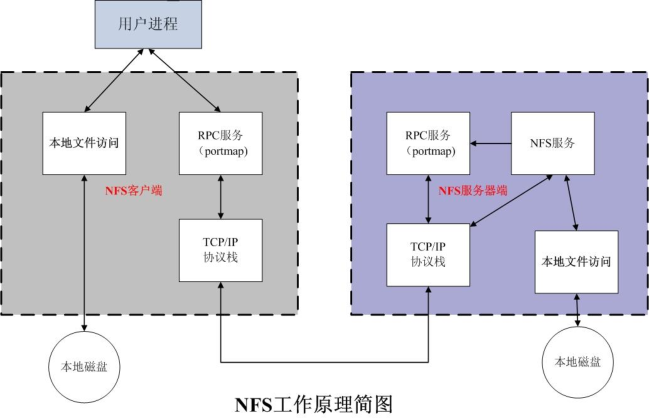 用户进程
本地文件访问
RPC服务
（portmap)
NFS客户端
TCP/IP
协议栈
本地磁盘
RPC服务
（portmap)
NFS服务
NFS服务器端
TCP/IP
协议栈
本地文件访问
本地磁盘
NFS工作原理简图